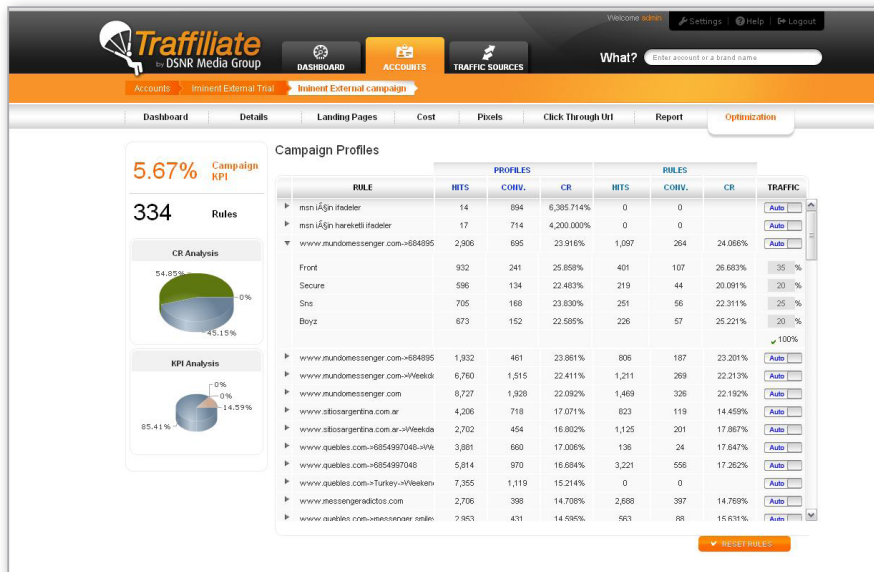 Welcome admin
Settings | Help | Logout
Traffiliate
by DSNR Media Group
DASHBOARD
ACCOUNTS
TRAFFIC SOURCES
What?
Enter account or a brand name
Accounts
Iminent External Trial
Iminent External campaign
Dashboard Details Landing Pages Cost Pixels Click Through Url Report Optimization
5.67% Campaign KPI
334 Rules
CR Analysis
54.85%
0%
45.15%
KPI Analysis
0%
0%
14.59%
85.41%
Campaign Profiles
PROFILES RULES
RULE HITS CONV. CR HITS CONV. CR TRAFFIC
msn iÃ§in ifadeler 14 894 6,385.714% 0 0 Auto
msn iÃ§in hareketli ifadeler 17 714 4,200.000% 0 0 Auto
www.mundomessenger.com->684895 2,906 695 23.916% 1,097 264 24.066% Auto
Front 932 241 25.858% 401 107 26.683% 35 %
Secure 596 134 22.483% 219 44 20.091% 20 %
Sns 705 168 23.830% 251 56 22.311% 25 %
Boyz 673 152 22.585% 226 57 25.221% 20 %
100%
www.mundomessenger.com->684895 1,932 461 23.861% 806 187 23.201% Auto
www.mundomessenger.com->Weekda 6,760 1,515 22.411% 1,211 269 22.213% Auto
www.mundomessenger.com 8,727 1,928 22.092% 1,469 326 22.192% Auto
www.sitiosargentina.com.ar 4,206 718 17.071% 823 119 14.459% Auto
www.sitiosargentina.com.ar->Weekda 2,702 454 16.802% 1,125 201 17.867% Auto
www.quebles.com->6854997048->We 3,881 660 17.006% 136 24 17.647% Auto
www.quebles.com->6854997048 5,814 970 16.684% 3,221 556 17.262% Auto
www.quebles.com->Turkey->Weeken 7,355 1,119 15.214% 0 0 Auto
www.messengeradictos.com 2,706 398 14.708% 2,688 397 14.769% Auto
www.quebles.com->messenger smiley 2,953 431 14.595% 563 88 15.631% Auto
RESET RULES